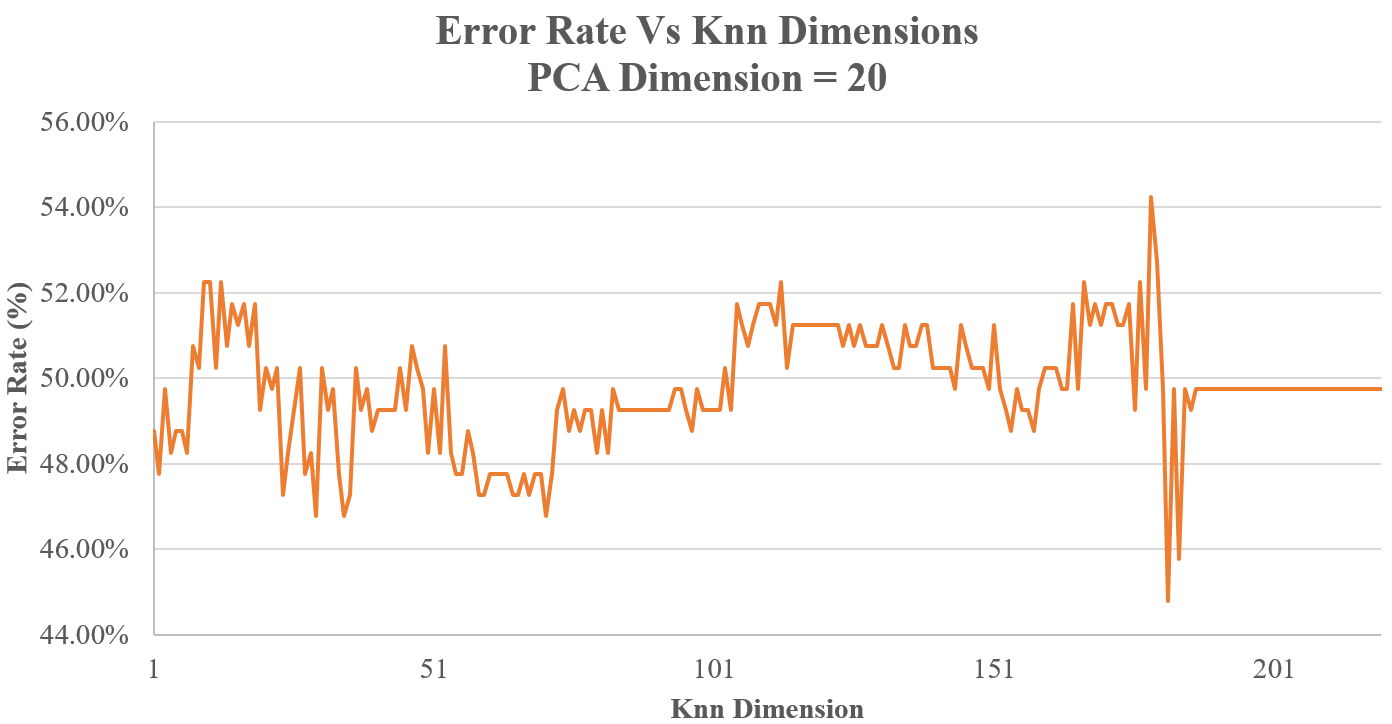 Error Rate Vs Knn Dimensions
PCA Dimension = 20
56.00%
54.00%
52.00%
50.00%
48.00%
46.00%
44.00%
Error Rate (%)
1 51 101 151 201
Knn Dimension